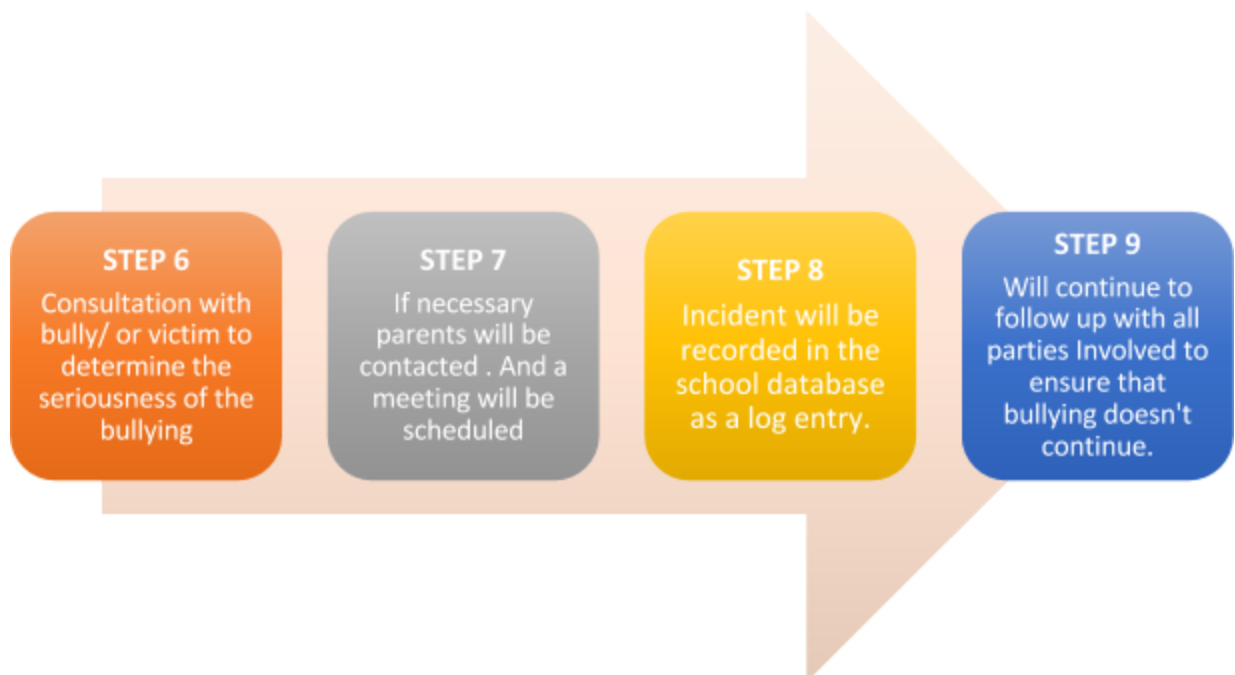 STEP 6
Consultation with
bully/ or victim to
determine the
seriousness of the
bullying
STEP 7
If necessary
parents will be
contacted . And a
meeting will be
scheduled
STEP 8
Incident will be
recorded in the
school database
as a log entry.
STEP 9
Will continue to
follow up with all
parties Involved to
ensure that
bullying doesn't
continue.